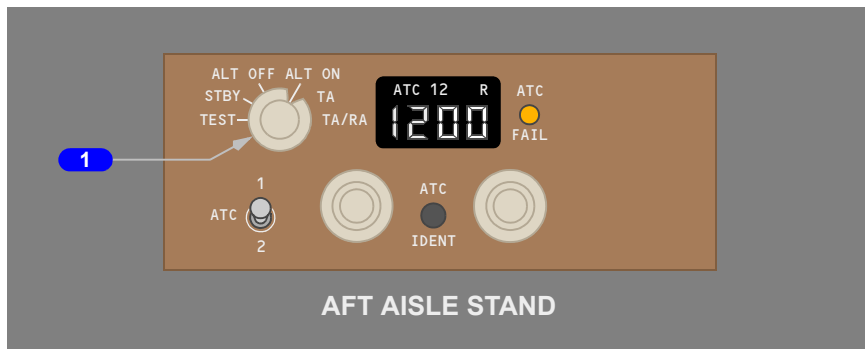 ALT OFF ALT ON
STBY
TA
TEST
TA/RA
ATC 12 R
1200
ATC
FAIL
1
1
ATC
2
ATC
IDENT
AFT AISLE STAND